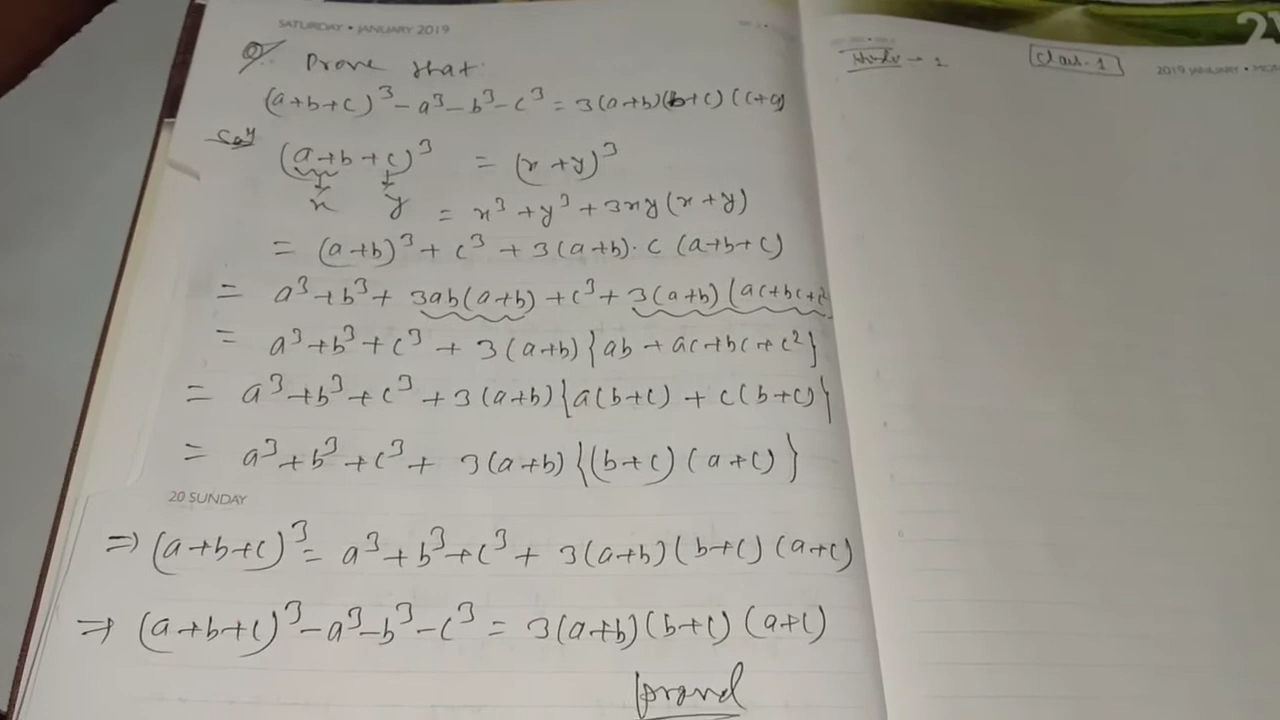 SATURDAY • JANUARY 2019
Q. Prove that
(a+b+c)³ - a³ - b³ - c³ = 3(a+b)(b+c)(c+a)
(a+b+c)³ = (x+y)³
x y = x³ + y³ + 3xy(x+y)
= (a+b)³ + c³ + 3(a+b)·c (a+b+c)
= a³ + b³ + 3ab(a+b) + c³ + 3(a+b)(ac+bc+c²
= a³ + b³ + c³ + 3(a+b){ab + ac + bc + c²}
= a³ + b³ + c³ + 3(a+b){a(b+c) + c(b+c)}
= a³ + b³ + c³ + 3(a+b){(b+c)(a+c)}
20 SUNDAY
⇒ (a+b+c)³ = a³ + b³ + c³ + 3(a+b)(b+c)(a+c)
⇒ (a+b+c)³ - a³ - b³ - c³ = 3(a+b)(b+c)(a+c)
proved
2
Class-1
2019 JANUARY •